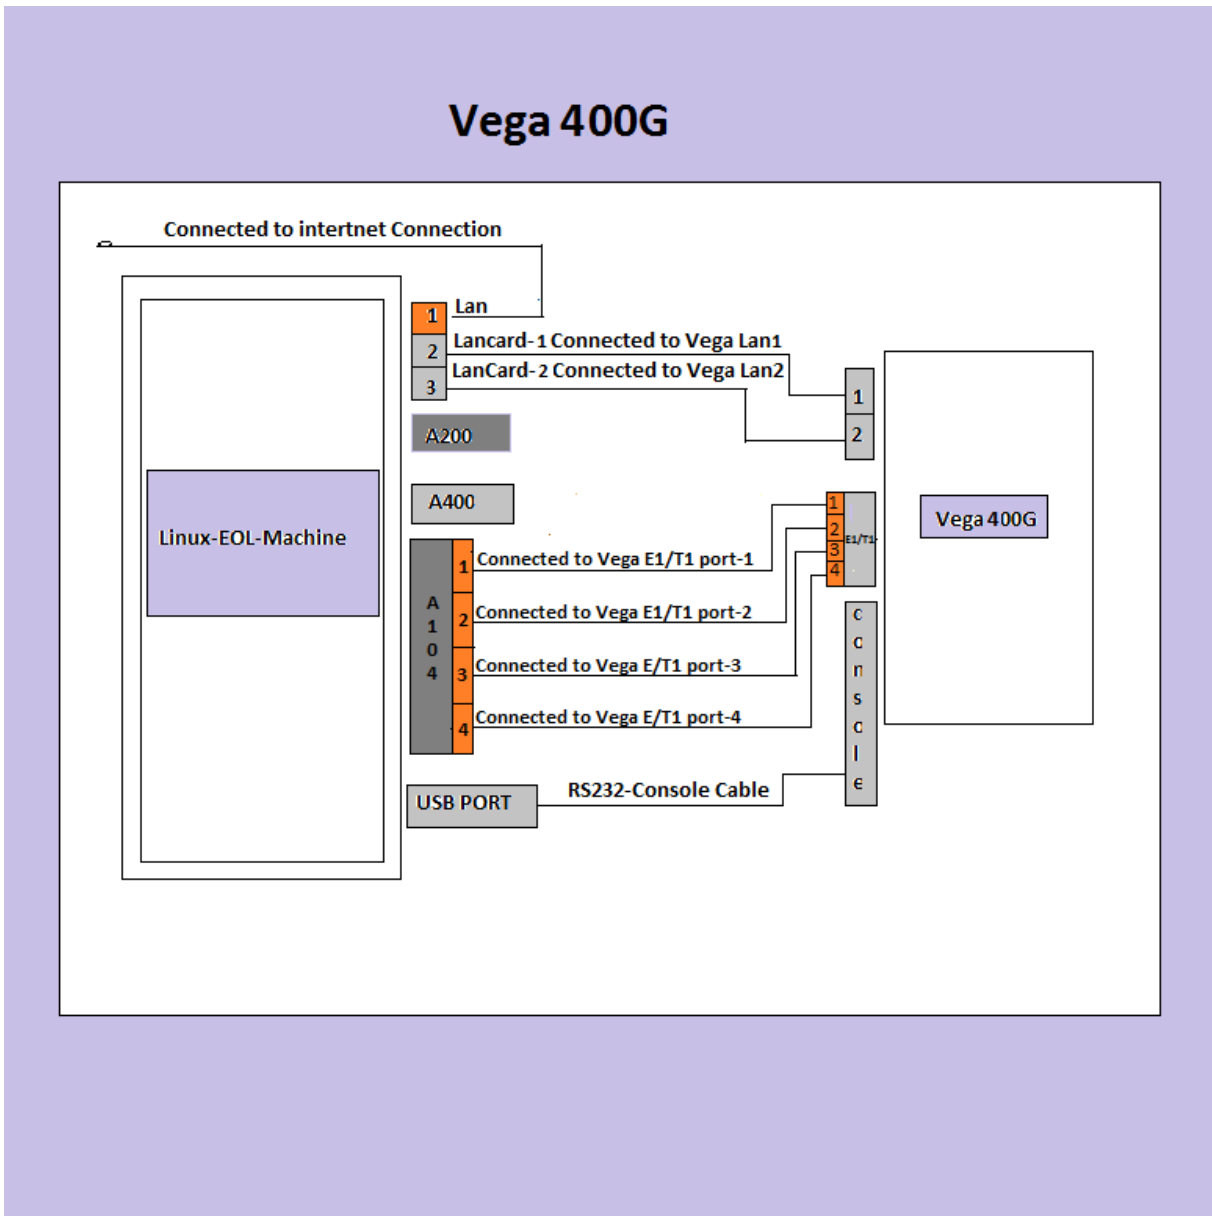 Vega 400G
Connected to intertnet Connection
1
Lan
2
Lancard-1 Connected to Vega Lan1
3
LanCard-2 Connected to Vega Lan2
1
2
A200
A400
Linux-EOL-Machine
Vega 400G
1
2
3
4
E1/T1
A
1
0
4
1
Connected to Vega E1/T1 port-1
2
Connected to Vega E1/T1 port-2
3
Connected to Vega E/T1 port-3
4
Connected to Vega E/T1 port-4
c
o
n
s
o
l
e
USB PORT
RS232-Console Cable